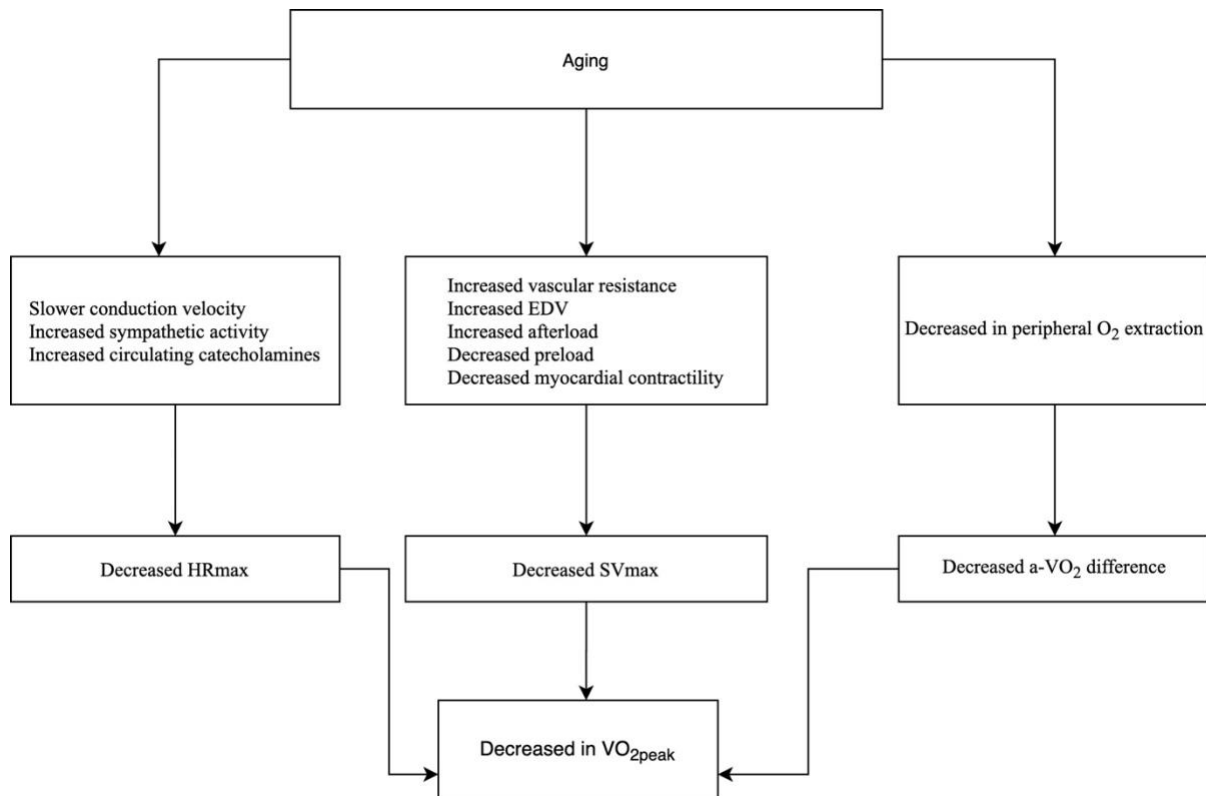 Aging
Slower conduction velocity
Increased sympathetic activity
Increased circulating catecholamines
Increased vascular resistance
Increased EDV
Increased afterload
Decreased preload
Decreased myocardial contractility
Decreased in peripheral O₂ extraction
Decreased HRmax
Decreased SVmax
Decreased a-VO₂ difference
Decreased in VO₂peak